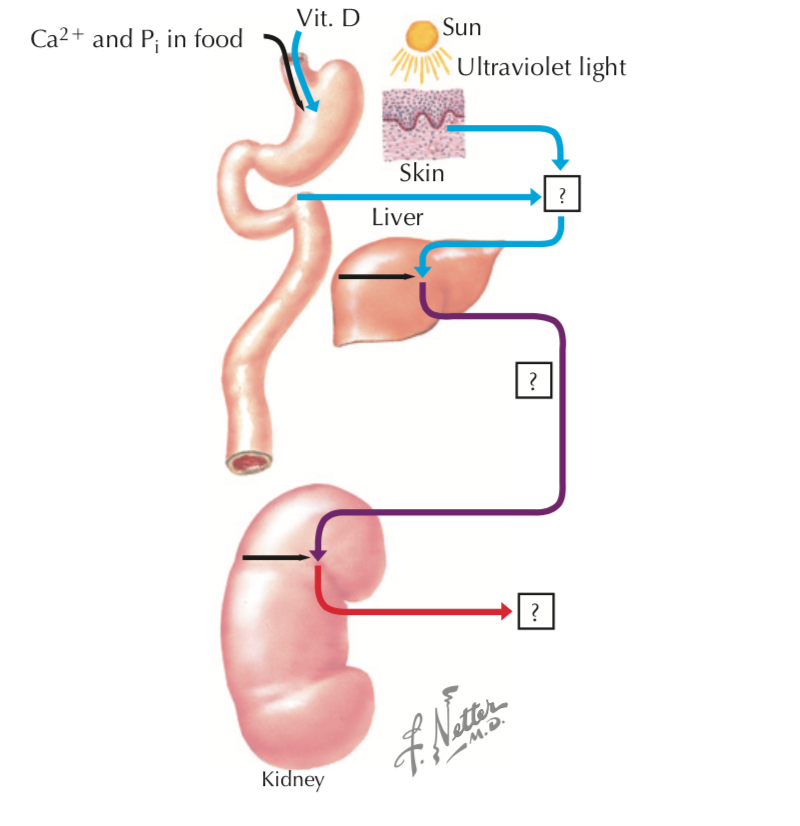 Vit. D
Ca²⁺ and Pᵢ in food
Sun
Ultraviolet light
Skin
?
Liver
?
?
f. Netter
M.D.
Kidney